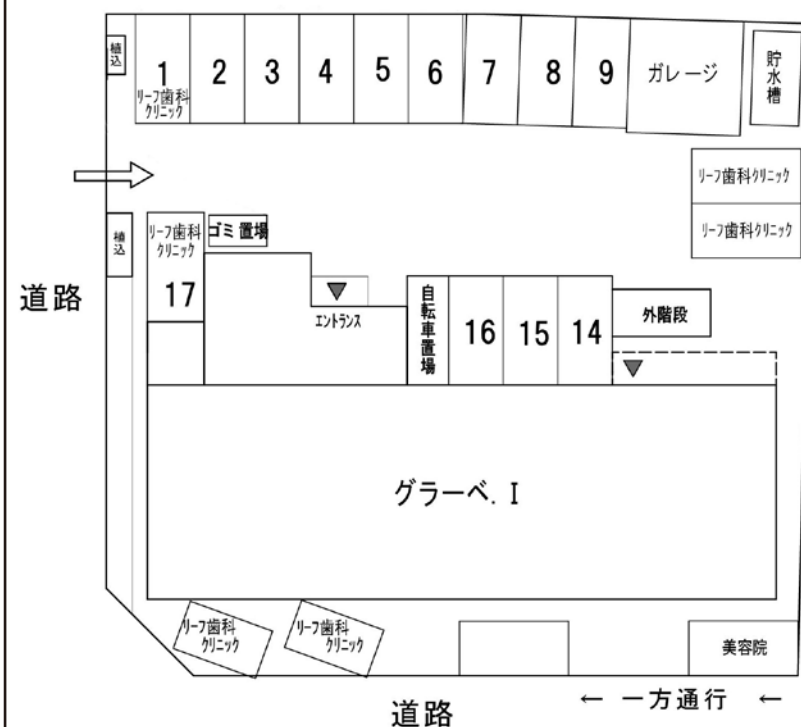 植込
1
リーフ歯科
クリニック
2
3
4
5
6
7
8
9
ガレージ
貯水槽
リーフ歯科クリニック
リーフ歯科クリニック
植込
リーフ歯科
クリニック
17
ゴミ置場
エントランス
自転車置場
16
15
14
外階段
道路
グラーベ.Ⅰ
リーフ歯科
クリニック
リーフ歯科
クリニック
美容院
道路
← 一方通行 ←